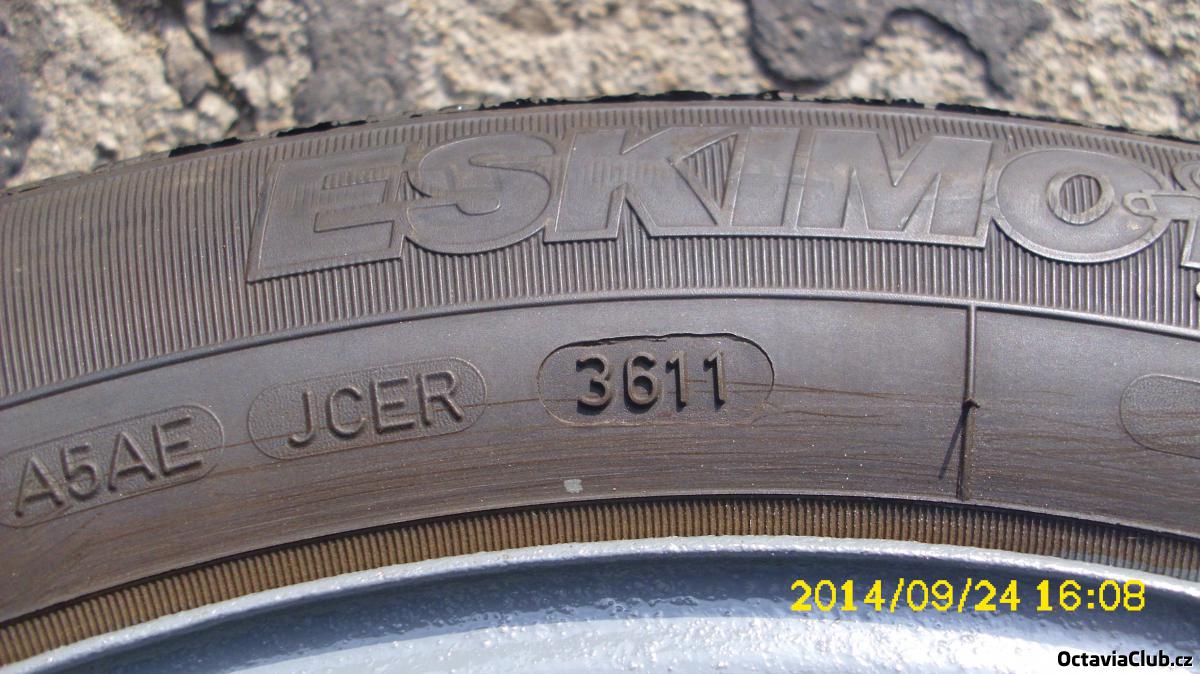 ESKIMO
A5AE JCER 3611
2014/09/24 16:08
OctaviaClub.cz